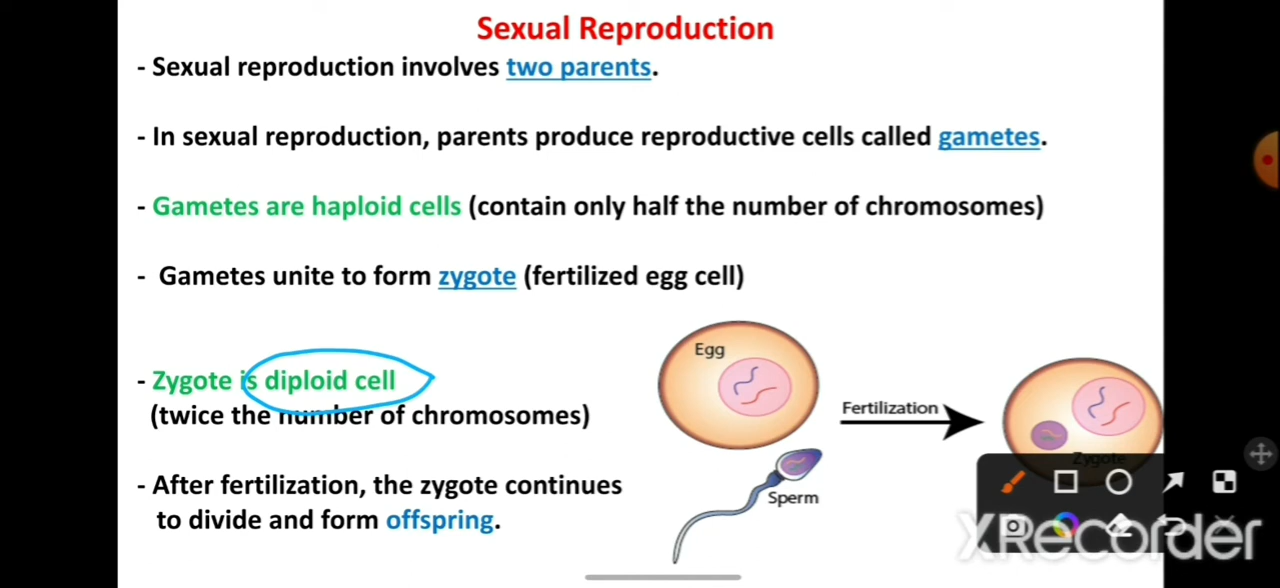 Sexual Reproduction
- Sexual reproduction involves two parents.
- In sexual reproduction, parents produce reproductive cells called gametes.
- Gametes are haploid cells (contain only half the number of chromosomes)
- Gametes unite to form zygote (fertilized egg cell)
- Zygote is diploid cell
(twice the number of chromosomes)
- After fertilization, the zygote continues
to divide and form offspring.
Egg
Sperm
Fertilization
Zygote
XRecorder